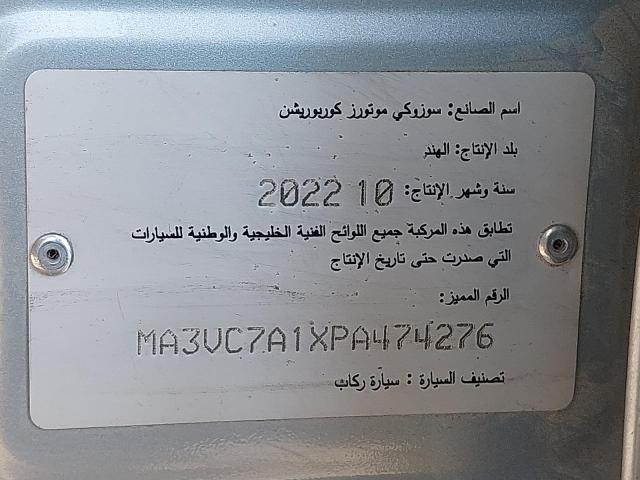 اسم الصانع: سوزوكي موتورز كوربوريشن
بلد الإنتاج: الهند
سنة وشهر الإنتاج: 10 2022
تطابق هذه المركبة جميع اللوائح الفنية الخليجية والوطنية للسيارات
التي صدرت حتى تاريخ الإنتاج
الرقم المميز:
MA3VC7A1XPA474276
تصنيف السيارة : سيارة ركاب